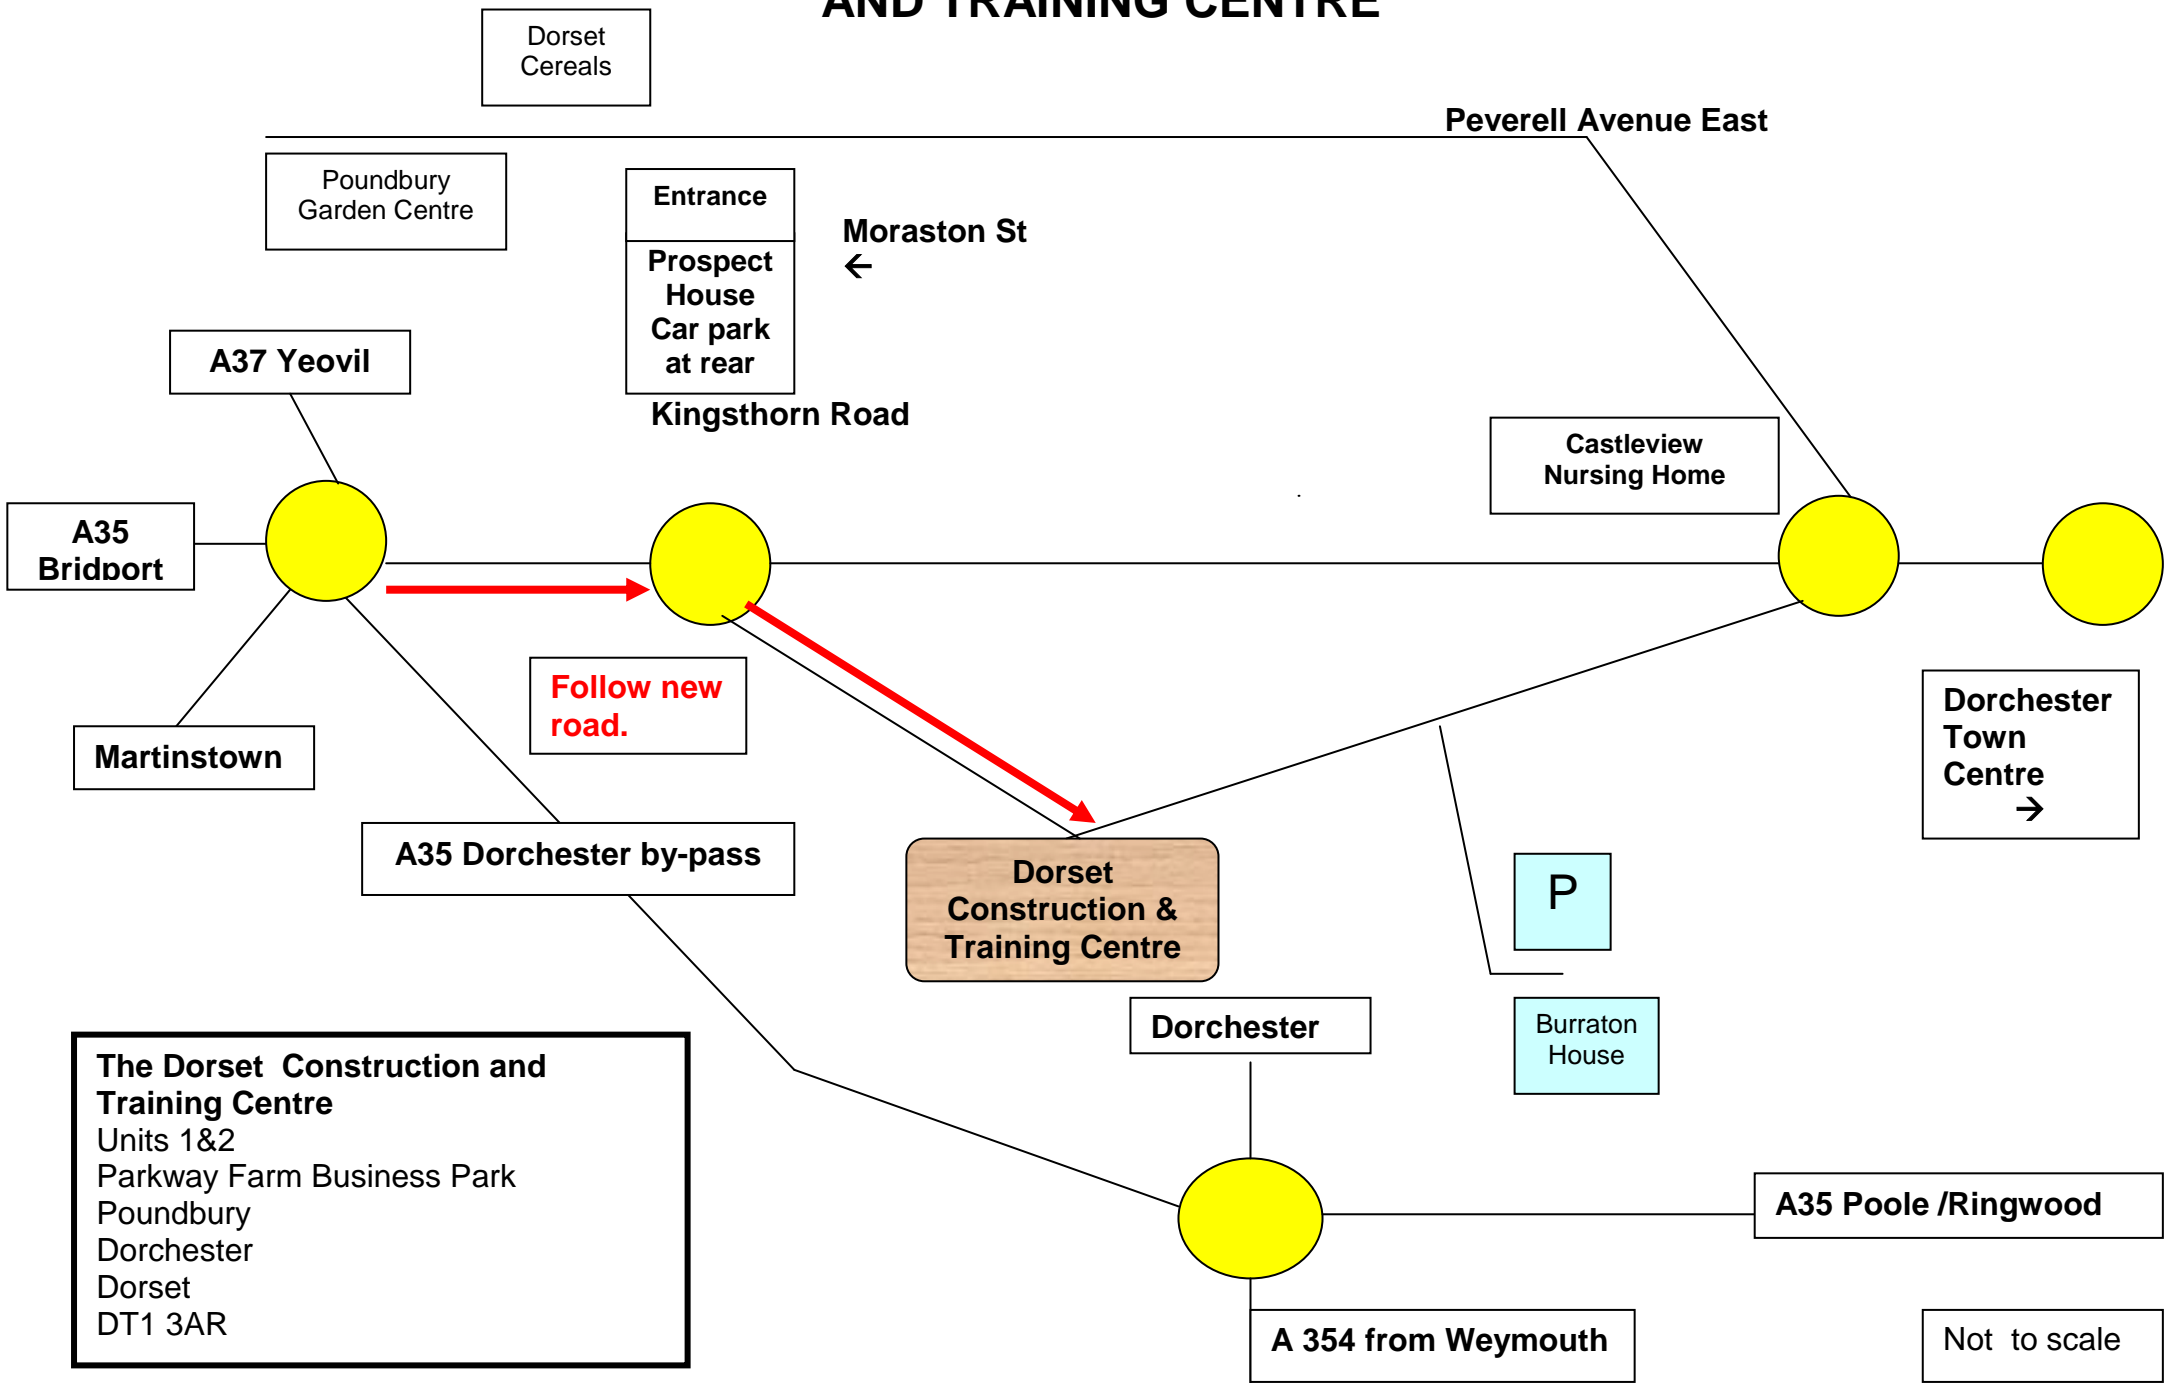 AND TRAINING CENTRE
Dorset
Cereals
Peverell Avenue East
Poundbury
Garden Centre
Entrance
Moraston St
←
Prospect
House
Car park
at rear
A37 Yeovil
Kingsthorn Road
Castleview
Nursing Home
A35
Bridport
Follow new
road.
Martinstown
Dorchester
Town
Centre
→
A35 Dorchester by-pass
Dorset
Construction &
Training Centre
P
Dorchester
Burraton
House
The Dorset  Construction and
Training Centre
Units 1&2
Parkway Farm Business Park
Poundbury
Dorchester
Dorset
DT1 3AR
A35 Poole /Ringwood
A 354 from Weymouth
Not  to scale